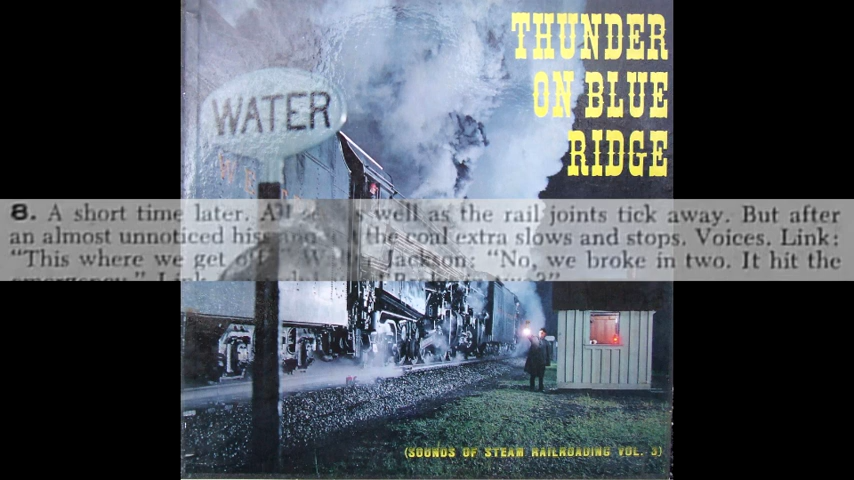 THUNDER
ON BLUE
RIDGE
WATER
8. A short time later. All well as the rail joints tick away. But after
an almost unnoticed the coal extra slows and stops. Voices. Link:
"This where we get Jackson: "No, we broke in two. It hit the
(SOUNDS OF STEAM RAILROADING VOL. 3)